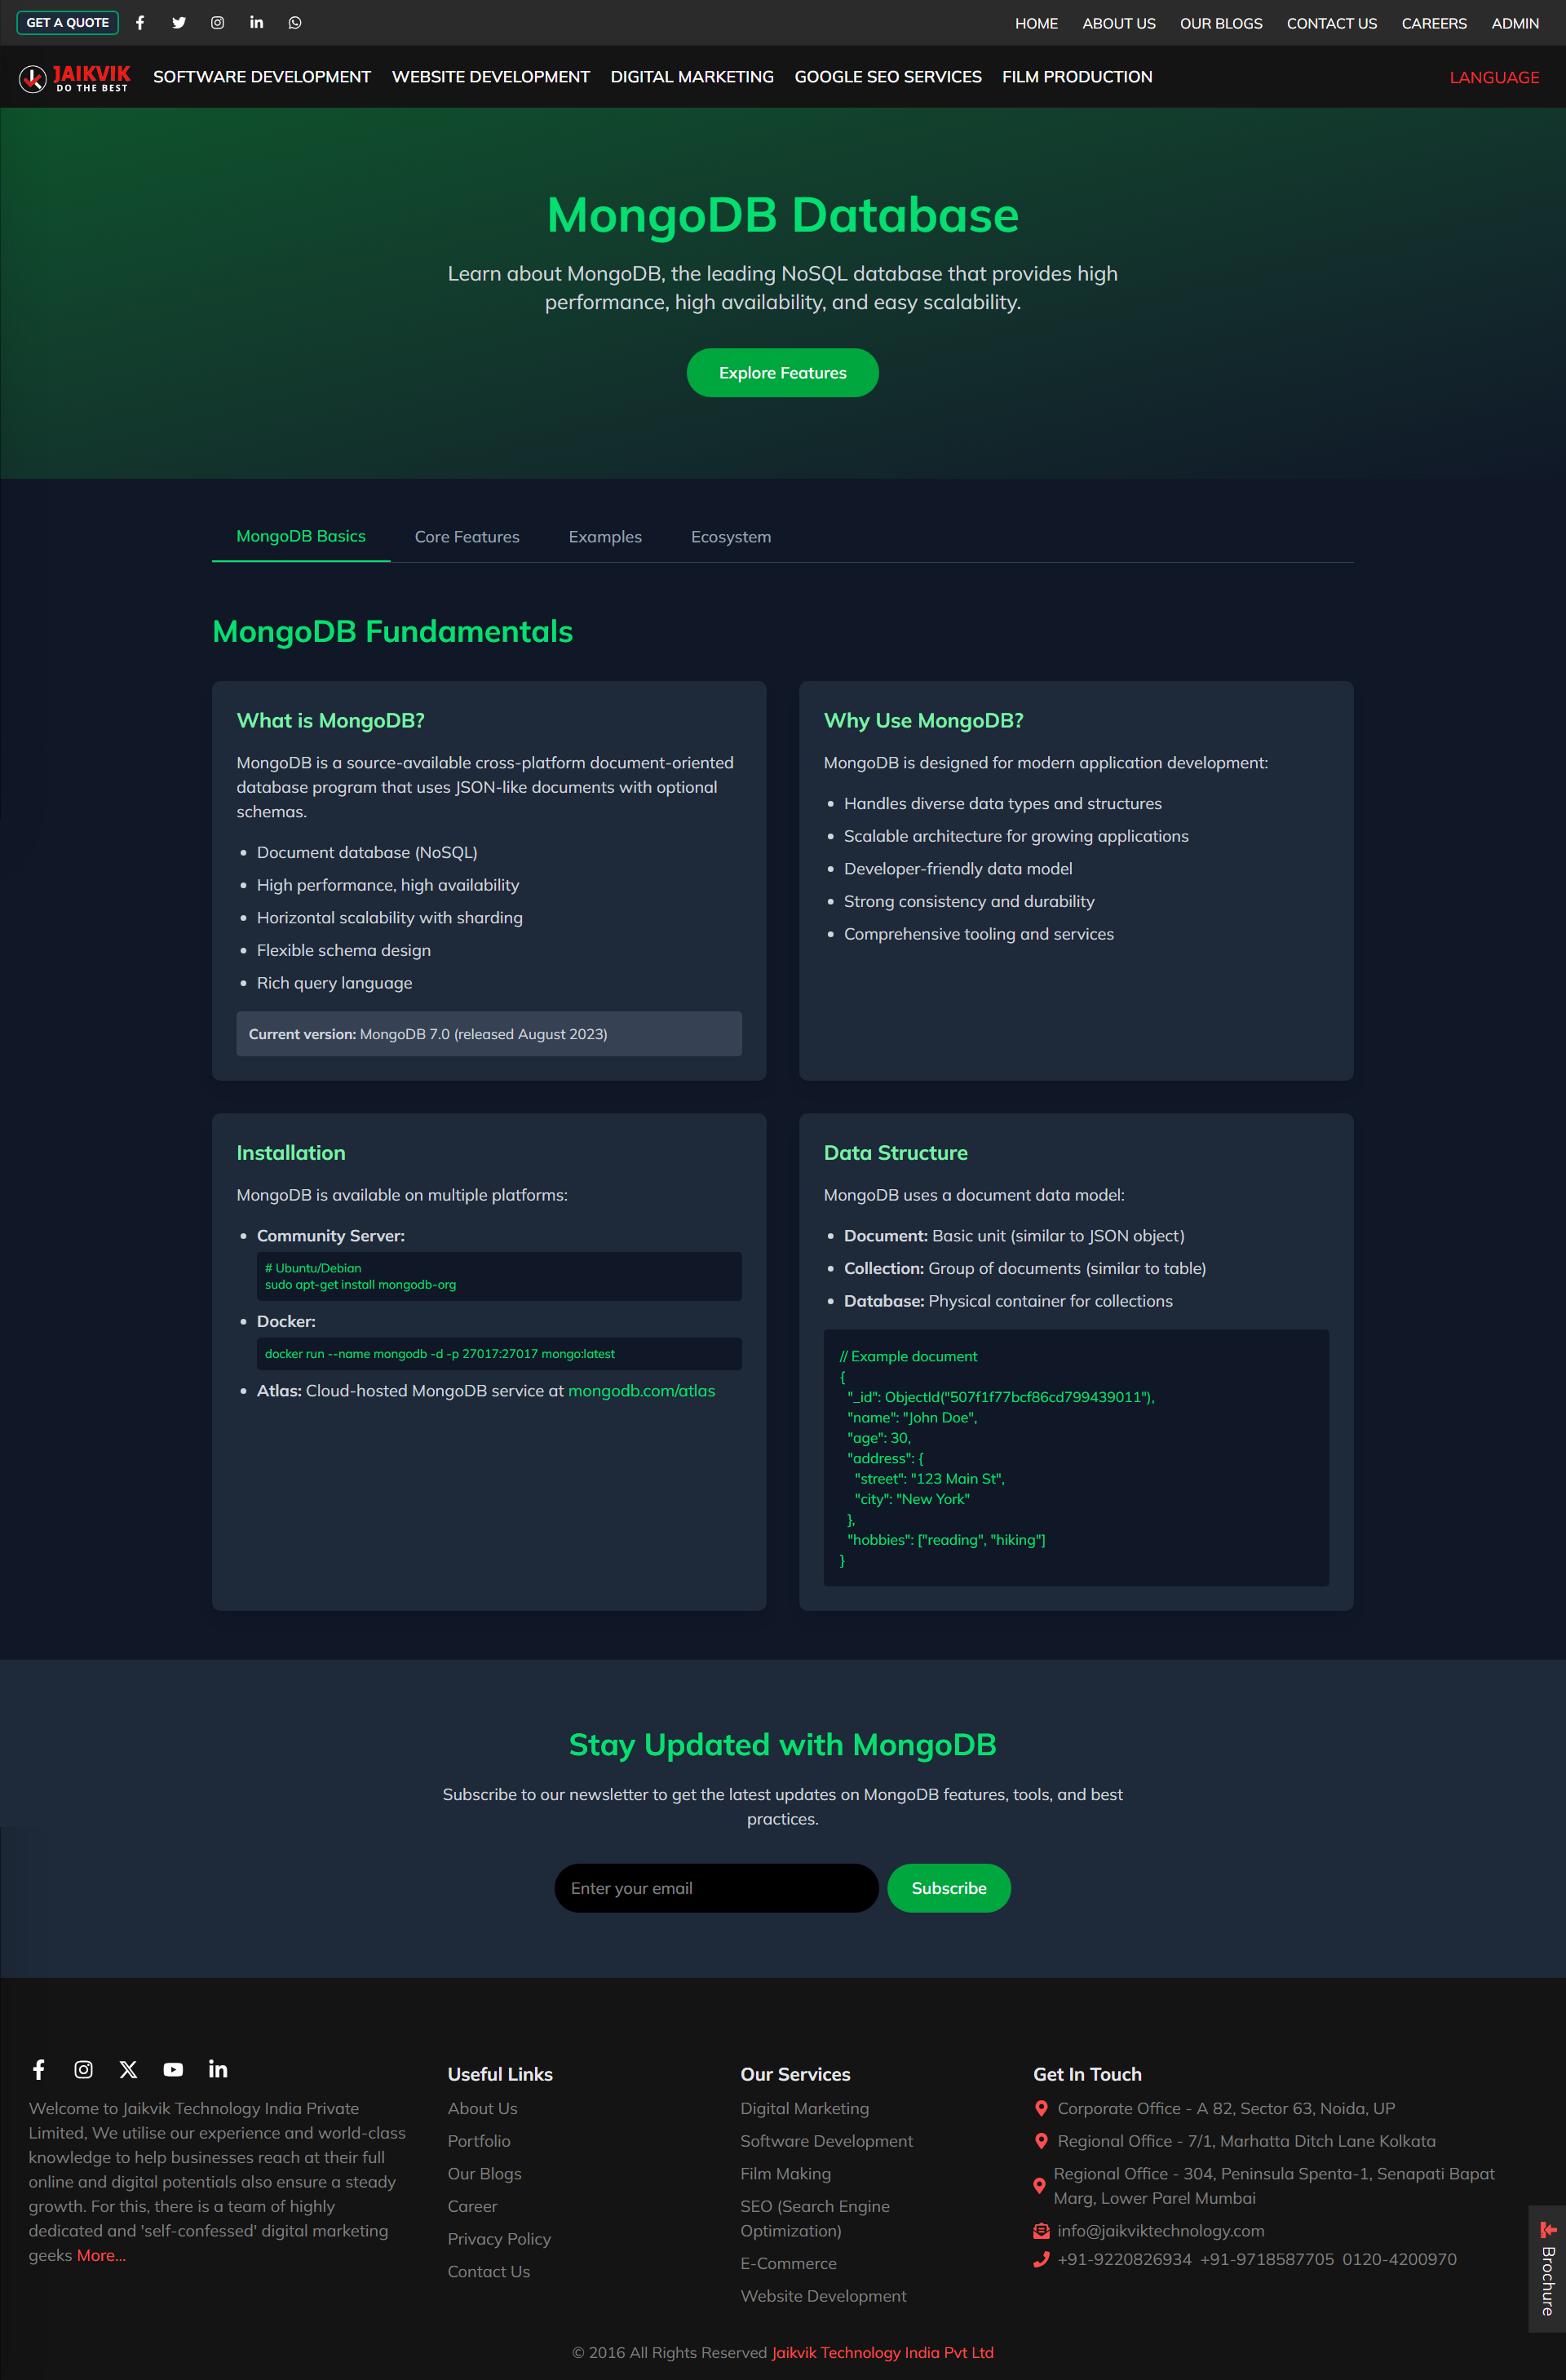 GET A QUOTE
HOME ABOUT US OUR BLOGS CONTACT US CAREERS ADMIN
JAIKVIK
DO THE BEST
SOFTWARE DEVELOPMENT WEBSITE DEVELOPMENT DIGITAL MARKETING GOOGLE SEO SERVICES FILM PRODUCTION
LANGUAGE
MongoDB Database
Learn about MongoDB, the leading NoSQL database that provides high
performance, high availability, and easy scalability.
Explore Features
MongoDB Basics Core Features Examples Ecosystem
MongoDB Fundamentals
What is MongoDB?
MongoDB is a source-available cross-platform document-oriented
database program that uses JSON-like documents with optional
schemas.
• Document database (NoSQL)
• High performance, high availability
• Horizontal scalability with sharding
• Flexible schema design
• Rich query language
Current version: MongoDB 7.0 (released August 2023)
Why Use MongoDB?
MongoDB is designed for modern application development:
• Handles diverse data types and structures
• Scalable architecture for growing applications
• Developer-friendly data model
• Strong consistency and durability
• Comprehensive tooling and services
Installation
MongoDB is available on multiple platforms:
• Community Server:
# Ubuntu/Debian
sudo apt-get install mongodb-org
• Docker:
docker run --name mongodb -d -p 27017:27017 mongo:latest
• Atlas: Cloud-hosted MongoDB service at mongodb.com/atlas
Data Structure
MongoDB uses a document data model:
• Document: Basic unit (similar to JSON object)
• Collection: Group of documents (similar to table)
• Database: Physical container for collections
// Example document
{
"_id": ObjectId("507f1f77bcf86cd799439011"),
"name": "John Doe",
"age": 30,
"address": {
"street": "123 Main St",
"city": "New York"
},
"hobbies": ["reading", "hiking"]
}
Stay Updated with MongoDB
Subscribe to our newsletter to get the latest updates on MongoDB features, tools, and best
practices.
Enter your email
Subscribe
Welcome to Jaikvik Technology India Private
Limited, We utilise our experience and world-class
knowledge to help businesses reach at their full
online and digital potentials also ensure a steady
growth. For this, there is a team of highly
dedicated and 'self-confessed' digital marketing
geeks More...
Useful Links
About Us
Portfolio
Our Blogs
Career
Privacy Policy
Contact Us
Our Services
Digital Marketing
Software Development
Film Making
SEO (Search Engine
Optimization)
E-Commerce
Website Development
Get In Touch
Corporate Office - A 82, Sector 63, Noida, UP
Regional Office - 7/1, Marhatta Ditch Lane Kolkata
Regional Office - 304, Peninsula Spenta-1, Senapati Bapat
Marg, Lower Parel Mumbai
info@jaikviktechnology.com
+91-9220826934 +91-9718587705 0120-4200970
Brochure
© 2016 All Rights Reserved Jaikvik Technology India Pvt Ltd